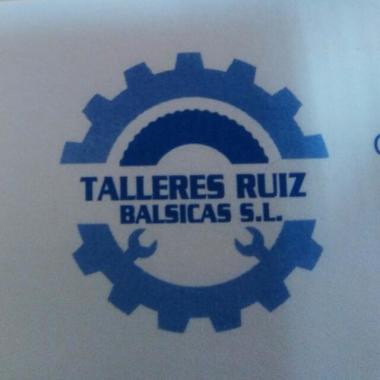 TALLERES RUIZ
BALSICAS S.L.